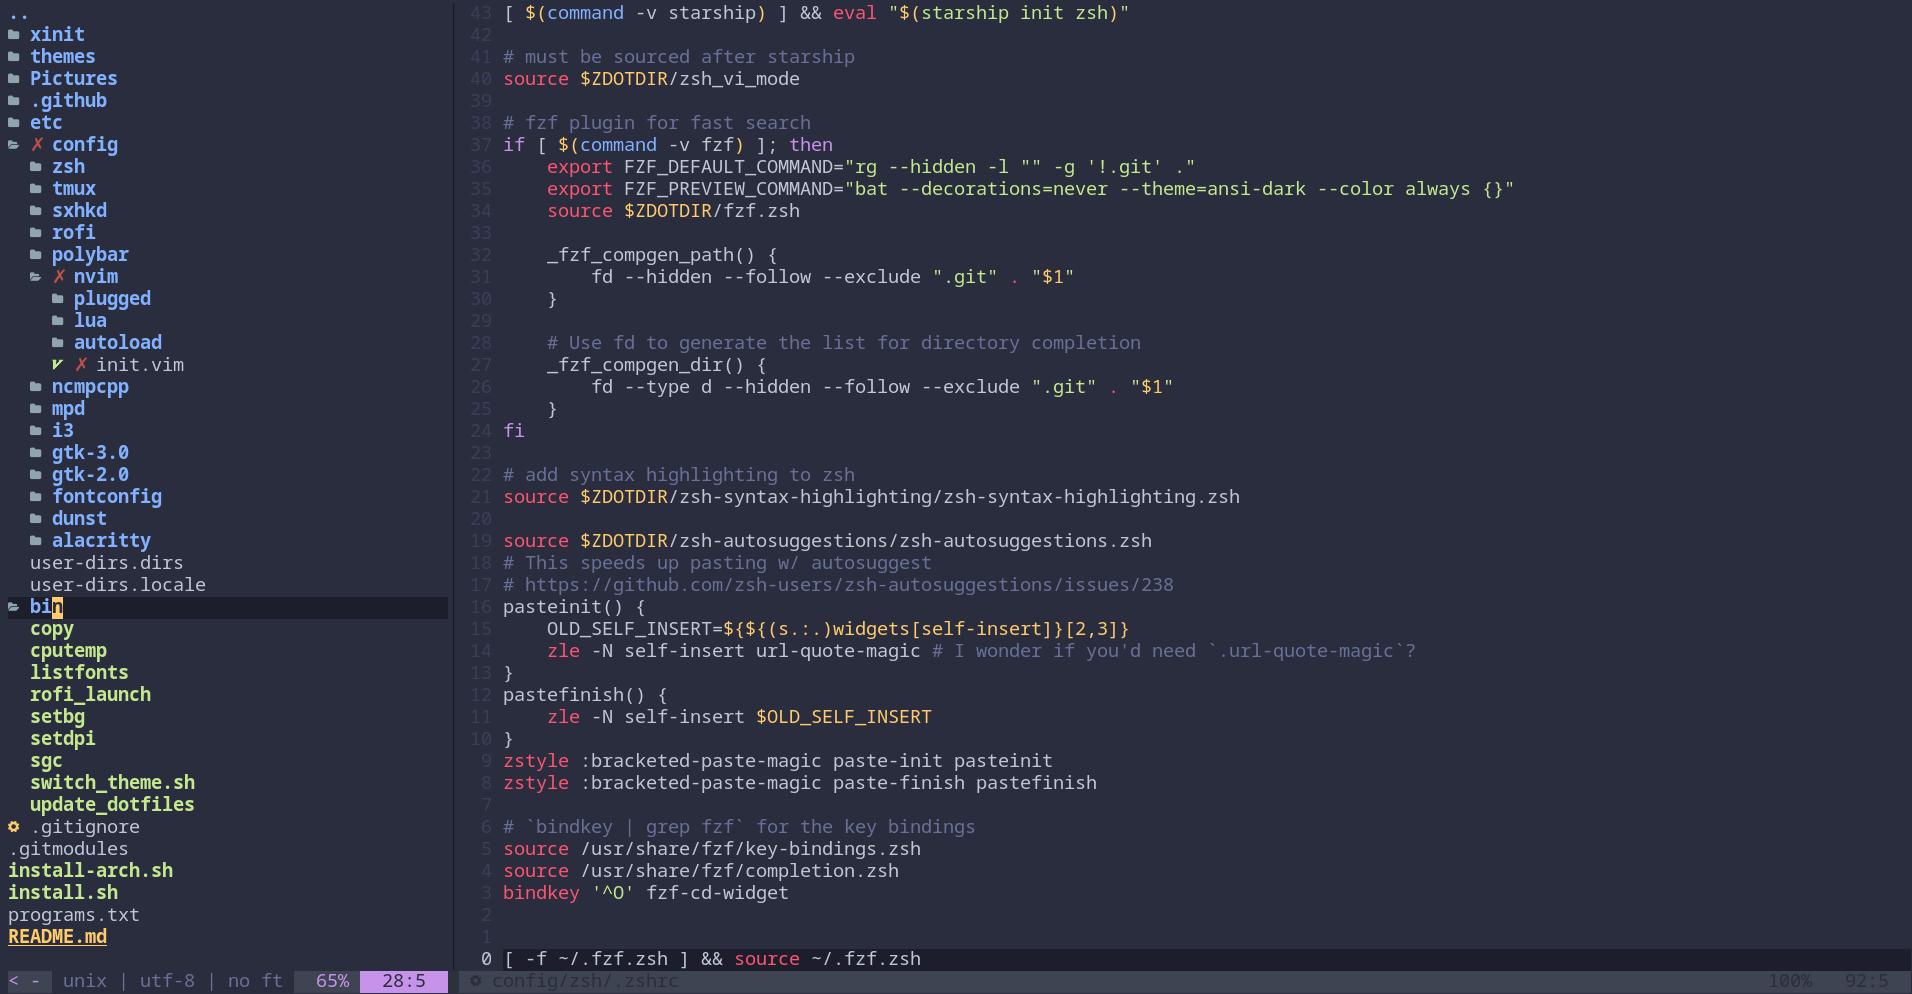 ..
xinit
themes
Pictures
.github
etc
✗ config
zsh
tmux
sxhkd
rofi
polybar
✗ nvim
plugged
lua
autoload
✗ init.vim
ncmpcpp
mpd
i3
gtk-3.0
gtk-2.0
fontconfig
dunst
alacritty
user-dirs.dirs
user-dirs.locale
bin
copy
cputemp
listfonts
rofi_launch
setbg
setdpi
sgc
switch_theme.sh
update_dotfiles
.gitignore
.gitmodules
install-arch.sh
install.sh
programs.txt
README.md
< - unix | utf-8 | no ft 65% 28:5
43 [ $(command -v starship) ] && eval "$(starship init zsh)"
42
41 # must be sourced after starship
40 source $ZDOTDIR/zsh_vi_mode
39
38 # fzf plugin for fast search
37 if [ $(command -v fzf) ]; then
36     export FZF_DEFAULT_COMMAND="rg --hidden -l "" -g '!.git' ."
35     export FZF_PREVIEW_COMMAND="bat --decorations=never --theme=ansi-dark --color always {}"
34     source $ZDOTDIR/fzf.zsh
33
32     _fzf_compgen_path() {
31         fd --hidden --follow --exclude ".git" . "$1"
30     }
29
28     # Use fd to generate the list for directory completion
27     _fzf_compgen_dir() {
26         fd --type d --hidden --follow --exclude ".git" . "$1"
25     }
24 fi
23
22 # add syntax highlighting to zsh
21 source $ZDOTDIR/zsh-syntax-highlighting/zsh-syntax-highlighting.zsh
20
19 source $ZDOTDIR/zsh-autosuggestions/zsh-autosuggestions.zsh
18 # This speeds up pasting w/ autosuggest
17 # https://github.com/zsh-users/zsh-autosuggestions/issues/238
16 pasteinit() {
15     OLD_SELF_INSERT=${${(s.:.)widgets[self-insert]}[2,3]}
14     zle -N self-insert url-quote-magic # I wonder if you'd need `.url-quote-magic`?
13 }
12 pastefinish() {
11     zle -N self-insert $OLD_SELF_INSERT
10 }
9 zstyle :bracketed-paste-magic paste-init pasteinit
8 zstyle :bracketed-paste-magic paste-finish pastefinish
7
6 # `bindkey | grep fzf` for the key bindings
5 source /usr/share/fzf/key-bindings.zsh
4 source /usr/share/fzf/completion.zsh
3 bindkey '^O' fzf-cd-widget
2
1
0 [ -f ~/.fzf.zsh ] && source ~/.fzf.zsh
config/zsh/.zshrc 100% 92:5